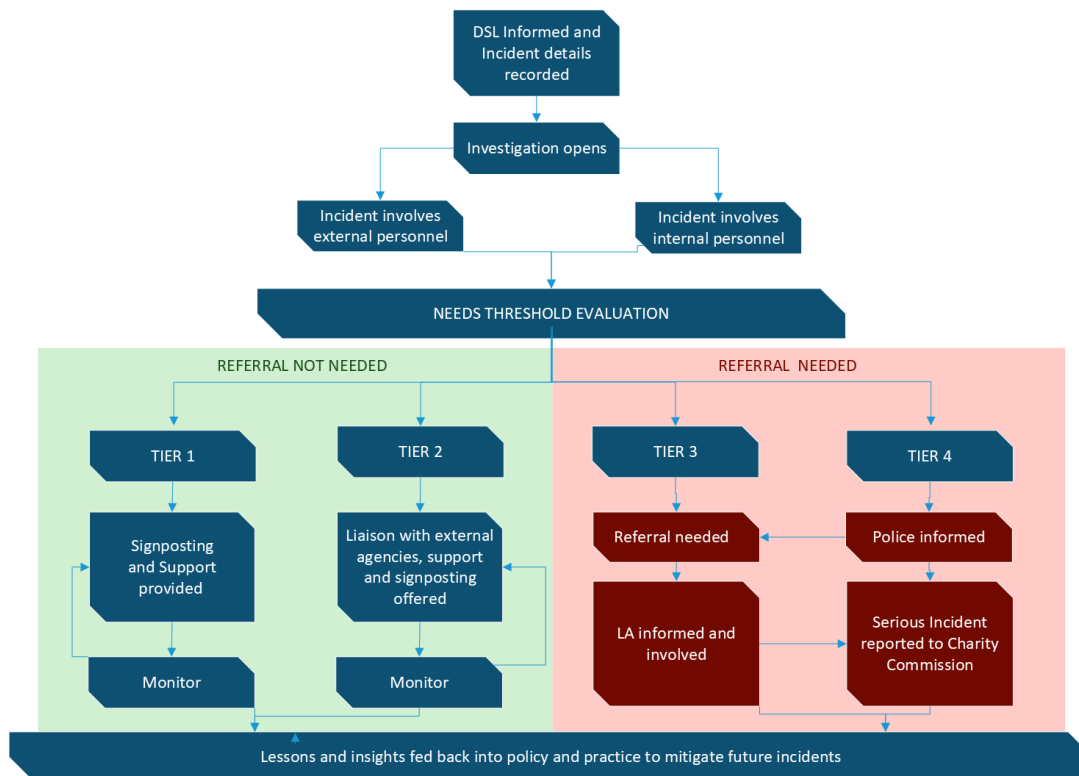 DSL Informed and
Incident details
recorded
Investigation opens
Incident involves
external personnel
Incident involves
internal personnel
NEEDS THRESHOLD EVALUATION
REFERRAL NOT NEEDED
REFERRAL NEEDED
TIER 1
TIER 2
TIER 3
TIER 4
Signposting
and Support
provided
Liaison with external
agencies, support
and signposting
offered
Referral needed
Police informed
LA informed and
involved
Serious Incident
reported to Charity
Commission
Monitor
Monitor
Lessons and insights fed back into policy and practice to mitigate future incidents